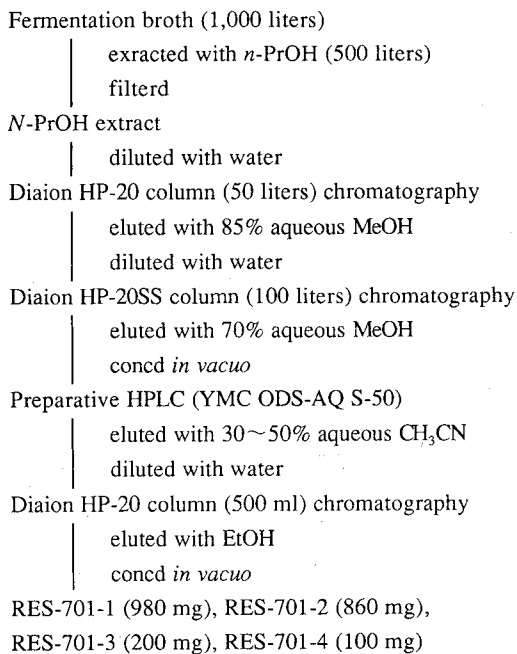 Fermentation broth (1,000 liters)
exracted with n-PrOH (500 liters)
filterd
N-PrOH extract
diluted with water
Diaion HP-20 column (50 liters) chromatography
eluted with 85% aqueous MeOH
diluted with water
Diaion HP-20SS column (100 liters) chromatography
eluted with 70% aqueous MeOH
concd in vacuo
Preparative HPLC (YMC ODS-AQ S-50)
eluted with 30~50% aqueous CH₃CN
diluted with water
Diaion HP-20 column (500 ml) chromatography
eluted with EtOH
concd in vacuo
RES-701-1 (980 mg), RES-701-2 (860 mg),
RES-701-3 (200 mg), RES-701-4 (100 mg)